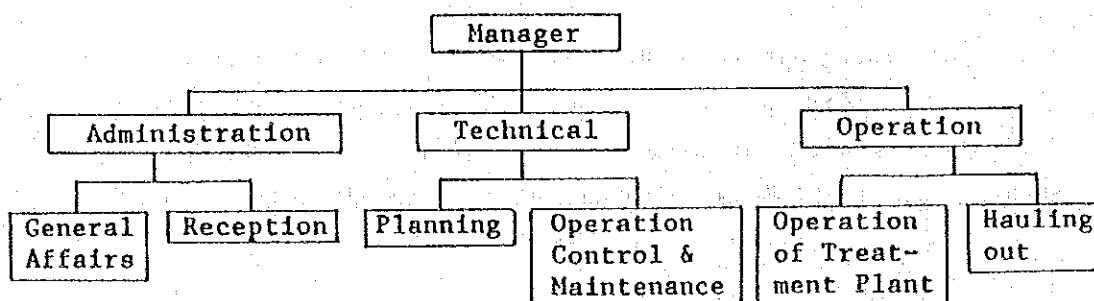 Manager
Administration
Technical
Operation
General
Affairs
Reception
Planning
Operation
Control &
Maintenance
Operation
of Treat-
ment Plant
Hauling
out